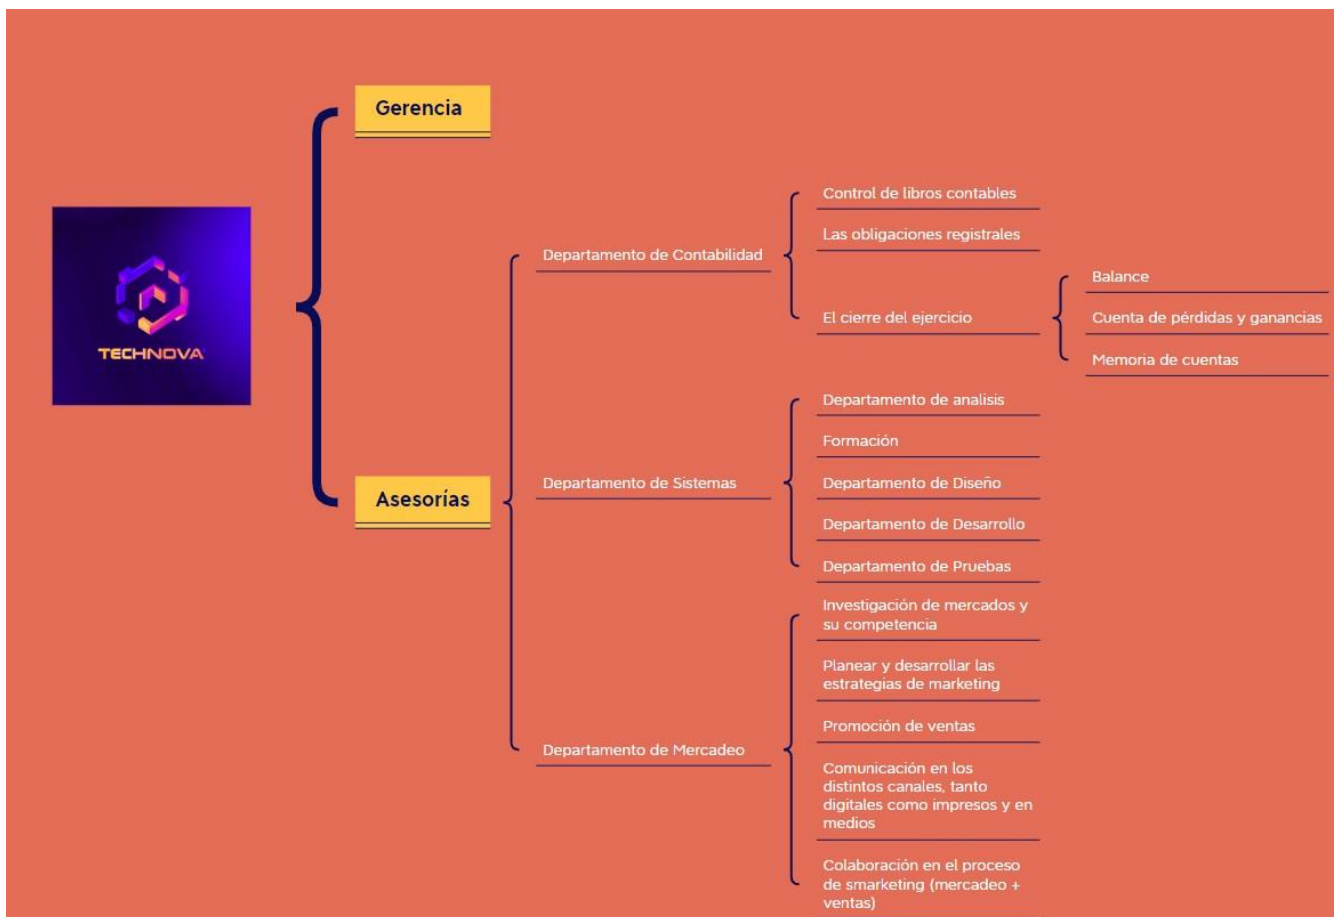 TECHNOVA
Gerencia
Asesorías
Departamento de Contabilidad
Control de libros contables
Las obligaciones registrales
El cierre del ejercicio
Balance
Cuenta de pérdidas y ganancias
Memoria de cuentas
Departamento de Sistemas
Departamento de analisis
Formación
Departamento de Diseño
Departamento de Desarrollo
Departamento de Pruebas
Departamento de Mercadeo
Investigación de mercados y
su competencia
Planear y desarrollar las
estrategias de marketing
Promoción de ventas
Comunicación en los
distintos canales, tanto
digitales como impresos y en
medios
Colaboración en el proceso
de smarketing (mercadeo +
ventas)